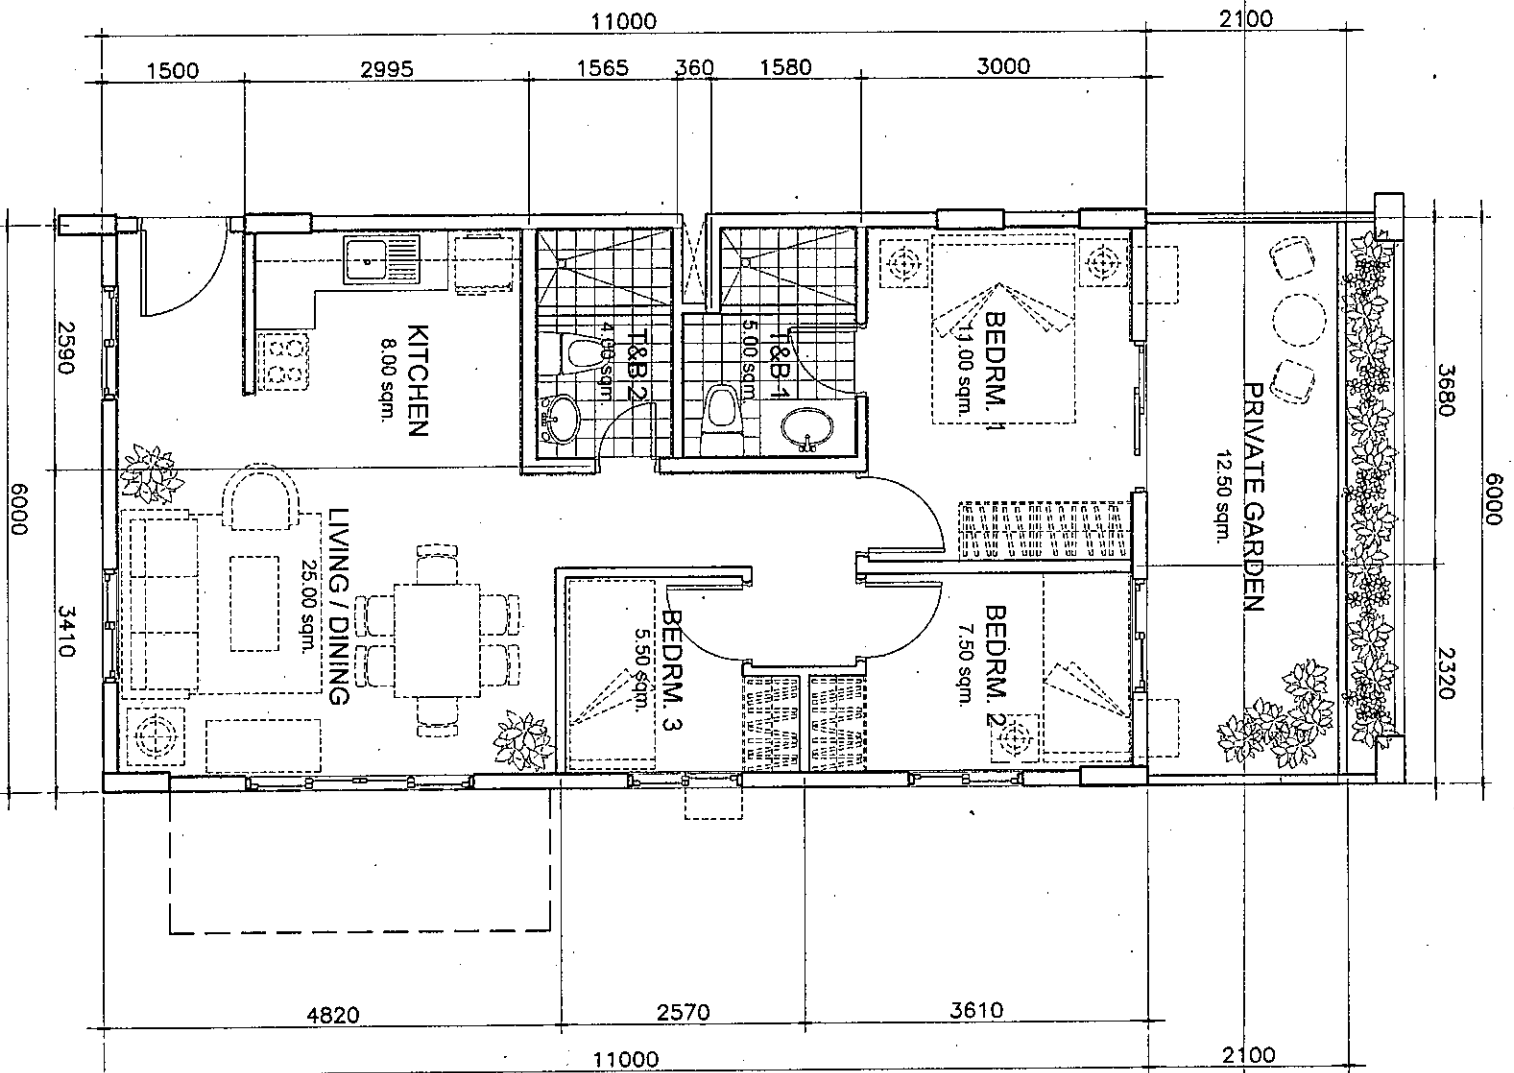 11000
2100
1500
2995
1565
360
1580
3000
2590
3410
6000
KITCHEN
8.00 sqm.
T&B 2
4.00 sqm.
T&B 1
5.00 sqm.
BEDRM. 1
11.00 sqm.
PRIVATE GARDEN
12.50 sqm.
LIVING / DINING
25.00 sqm.
BEDRM. 3
5.50 sqm.
BEDRM. 2
7.50 sqm.
3680
2320
6000
4820
2570
3610
11000
2100